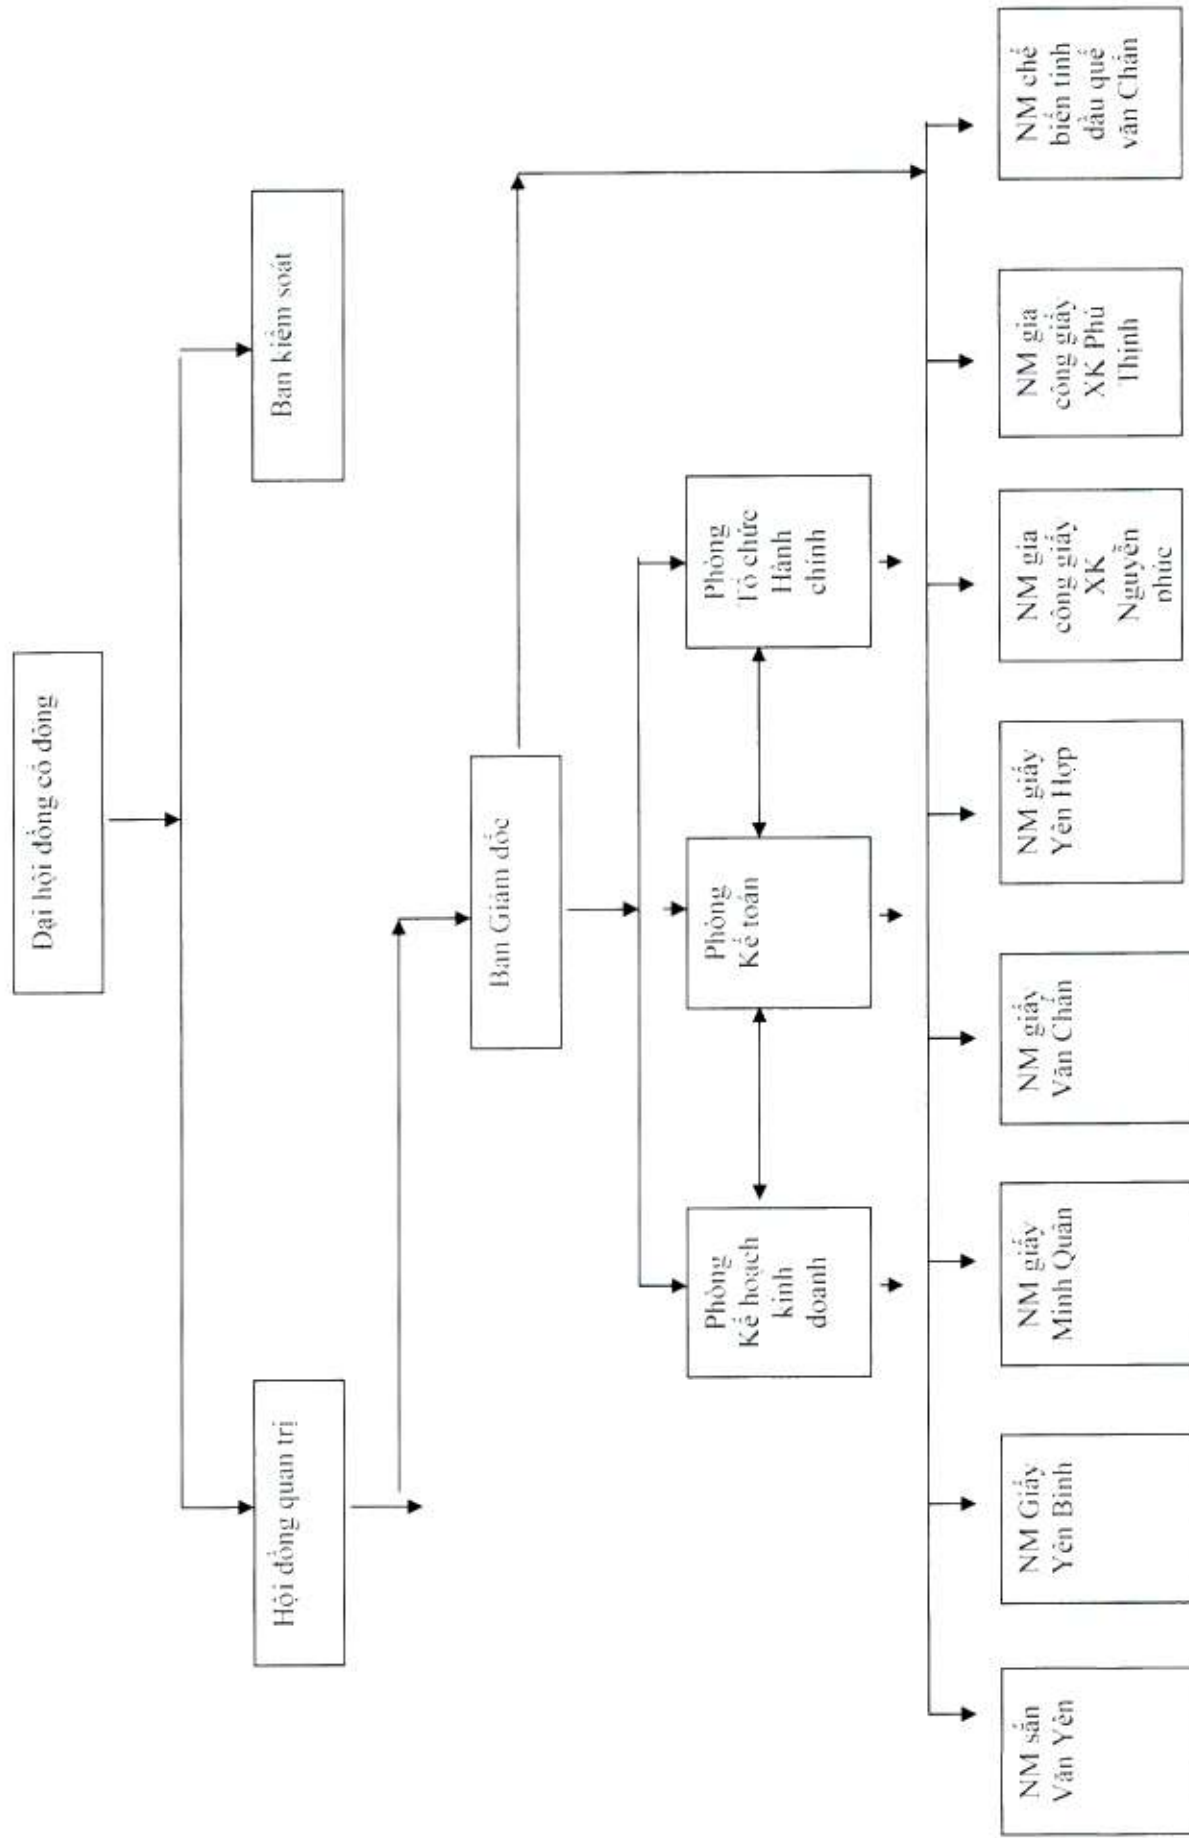 Đại hội đồng cổ đông
Hội đồng quản trị
Ban kiểm soát
Ban Giám đốc
Phòng
Kế hoạch
kinh
doanh
Phòng
Kế toán
Phòng
Tổ chức
Hành
chính
NM sắn
Văn Yên
NM Giấy
Yên Bình
NM giấy
Minh Quân
NM giấy
Văn Chấn
NM giấy
Yên Hợp
NM gia
công giấy
XK
Nguyễn
phúc
NM gia
công giấy
XK Phú
Thịnh
NM chế
biến tinh
dầu quế
văn Chấn